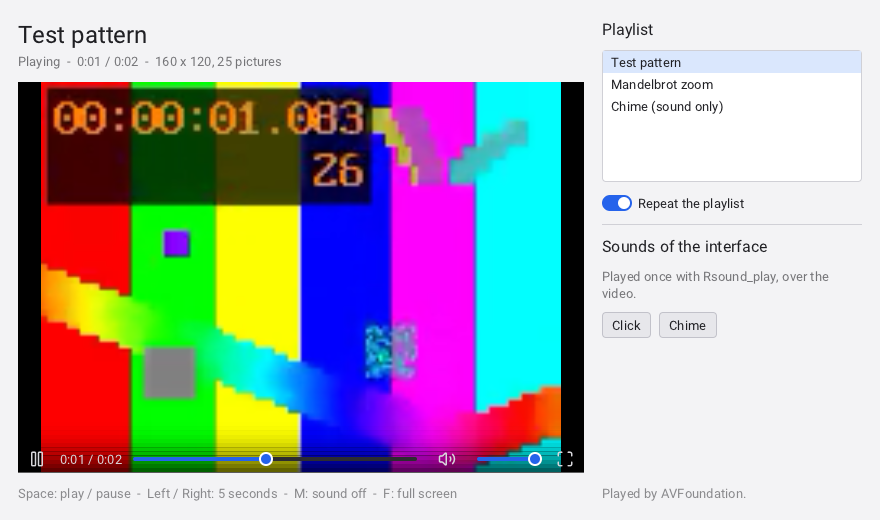 Test pattern
Playing - 0:01 / 0:02 - 160 x 120, 25 pictures
00:00:01.083
26
0:01 / 0:02
Space: play / pause - Left / Right: 5 seconds - M: sound off - F: full screen
Playlist
Test pattern
Mandelbrot zoom
Chime (sound only)
Repeat the playlist
Sounds of the interface
Played once with Rsound_play, over the
video.
Click
Chime
Played by AVFoundation.